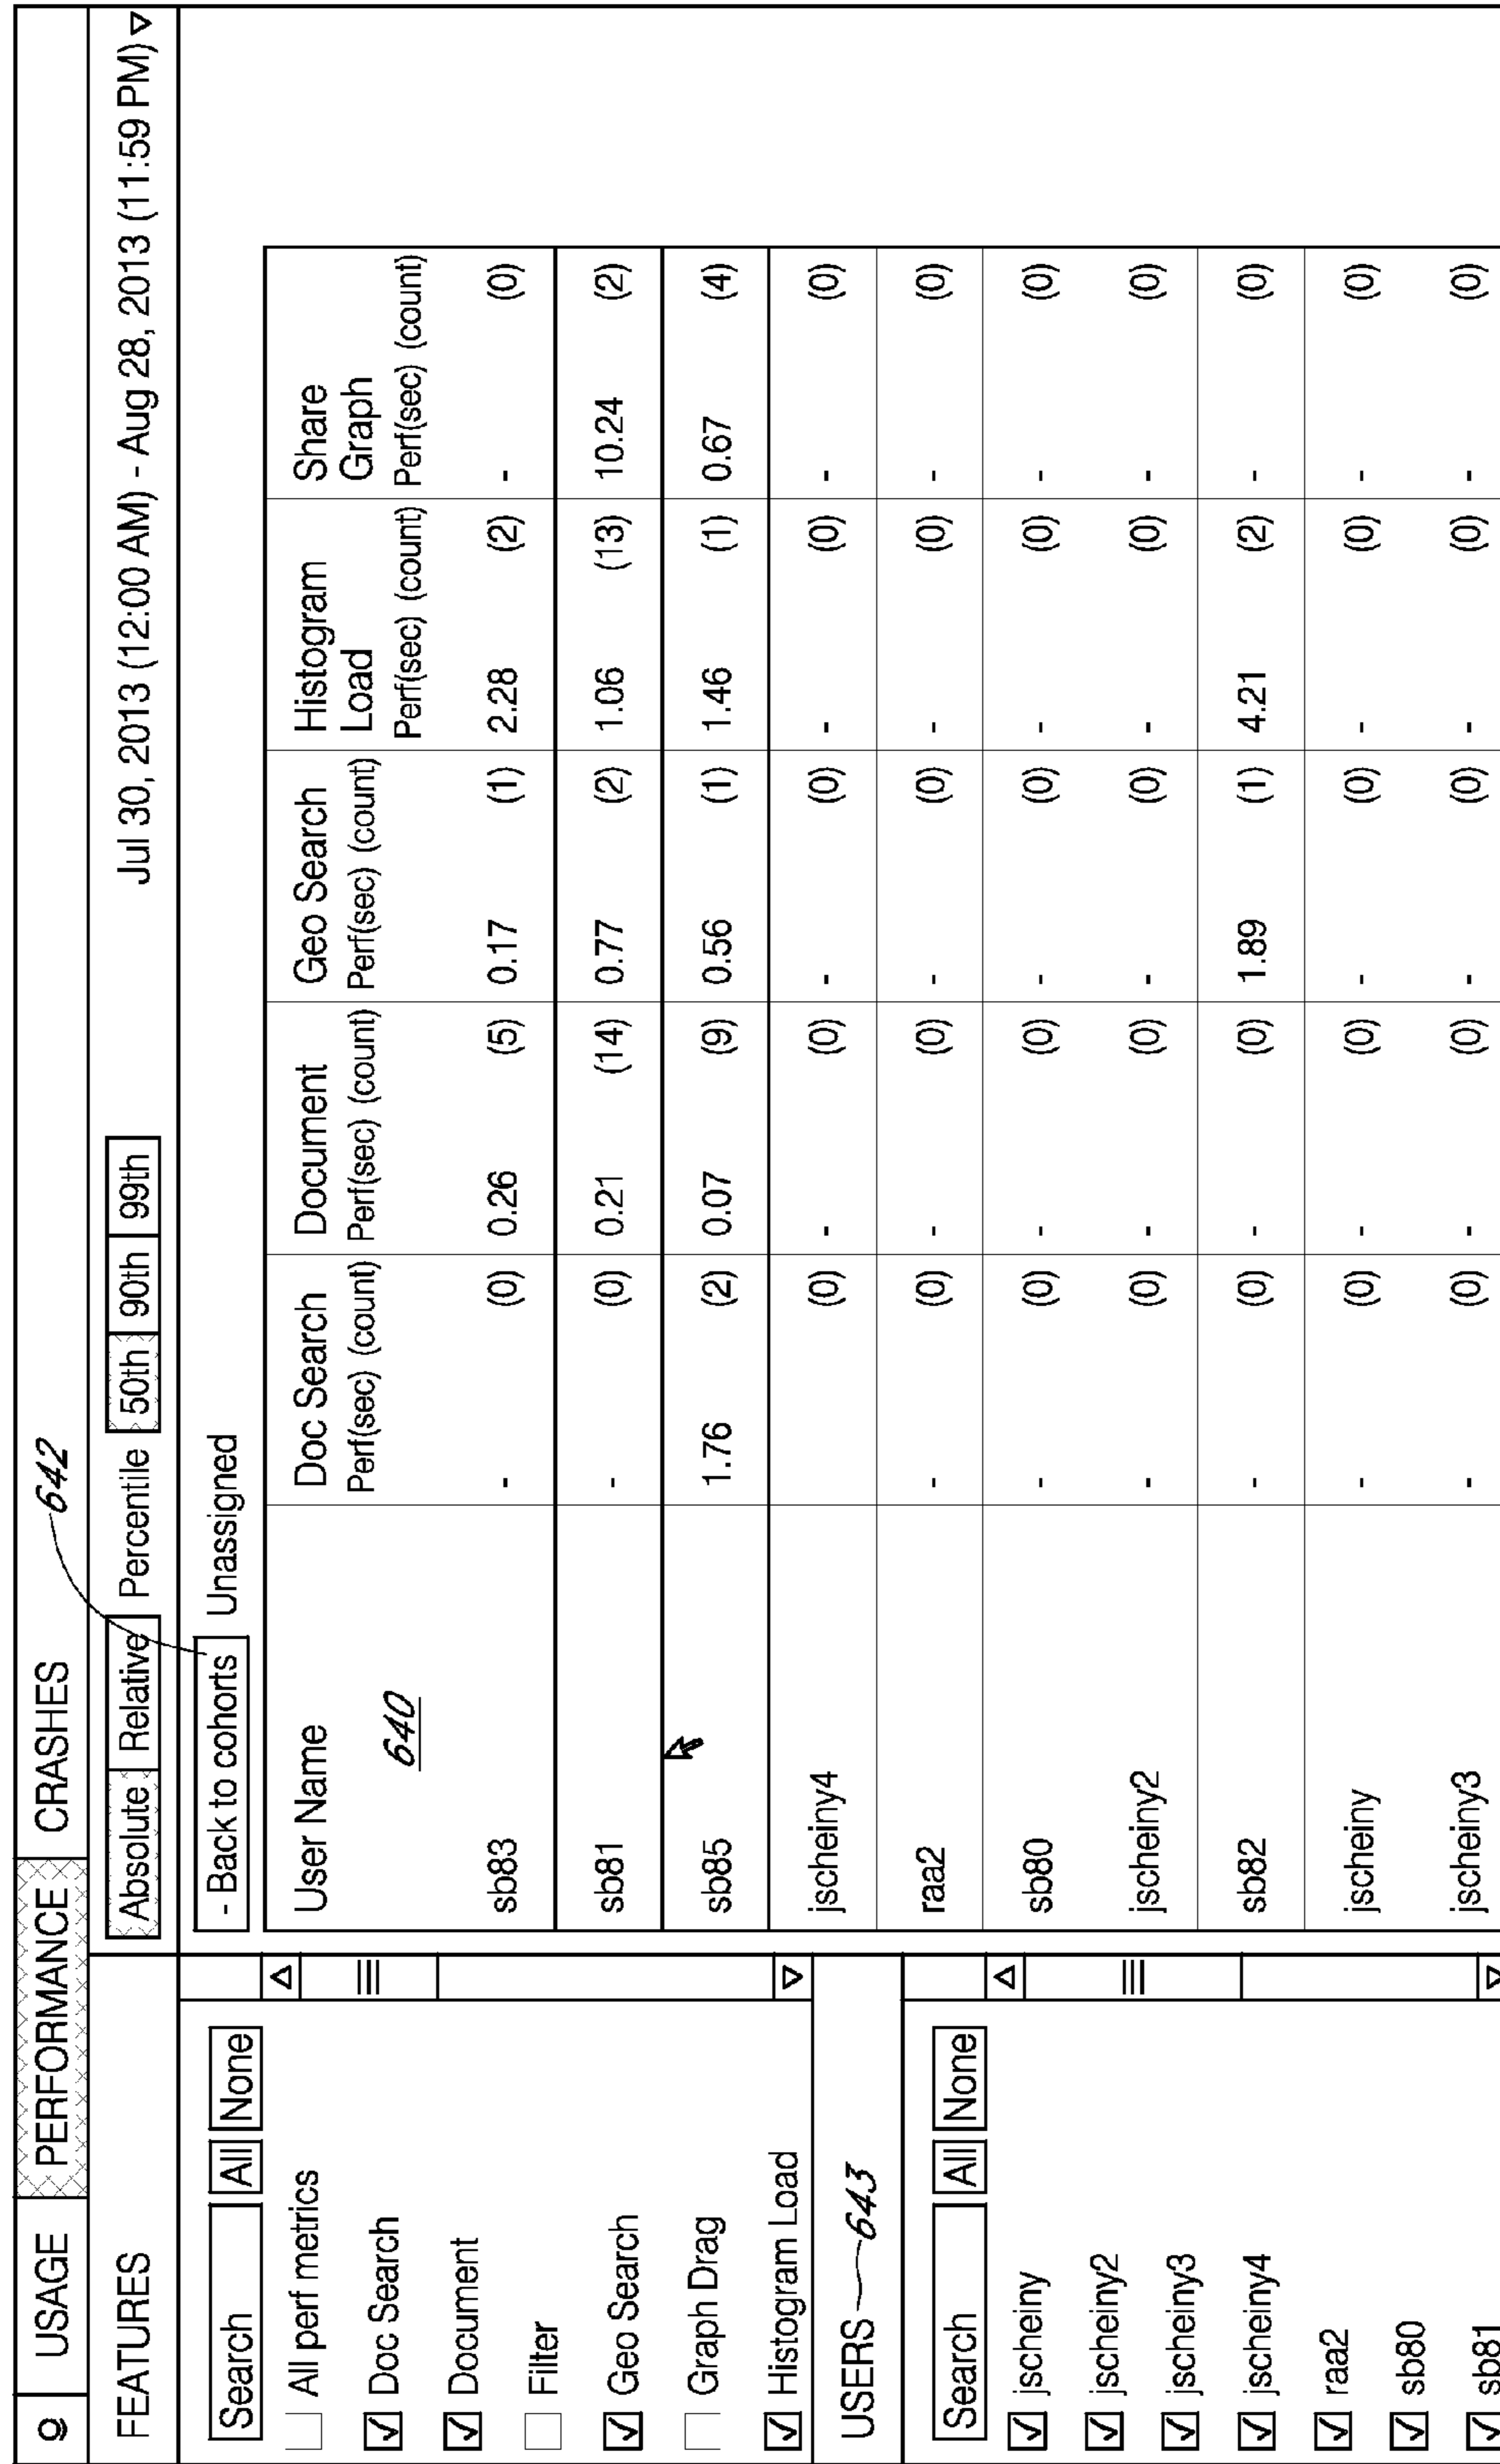 USAGE PERFORMANCE CRASHES
642
FEATURES
Absolute Relative Percentile 50th 90th 99th Jul 30, 2013 (12:00 AM) - Aug 28, 2013 (11:59 PM)
Search All None
All perf metrics
Doc Search
Document
Filter
Geo Search
Graph Drag
Histogram Load
USERS 643
Search All None
jscheiny
jscheiny2
jscheiny3
jscheiny4
raa2
sb80
sb81
- Back to cohorts Unassigned
User Name Doc Search Document Geo Search Histogram Load Share Graph
640 Perf(sec) (count) Perf(sec) (count) Perf(sec) (count) Perf(sec) (count) Perf(sec) (count)
sb83 - (0) 0.26 (5) 0.17 (1) 2.28 (2) - (0)
sb81 - (0) 0.21 (14) 0.77 (2) 1.06 (13) 10.24 (2)
sb85 1.76 (2) 0.07 (9) 0.56 (1) 1.46 (1) 0.67 (4)
jscheiny4 (0) - (0) - (0) - (0) - (0)
raa2 - (0) - (0) - (0) - (0) - (0)
sb80 - (0) - (0) - (0) - (0) - (0)
jscheiny2 - (0) - (0) - (0) - (0) - (0)
sb82 - (0) - (0) 1.89 (1) 4.21 (2) - (0)
jscheiny - (0) - (0) - (0) - (0) - (0)
jscheiny3 - (0) - (0) - (0) - (0) - (0)